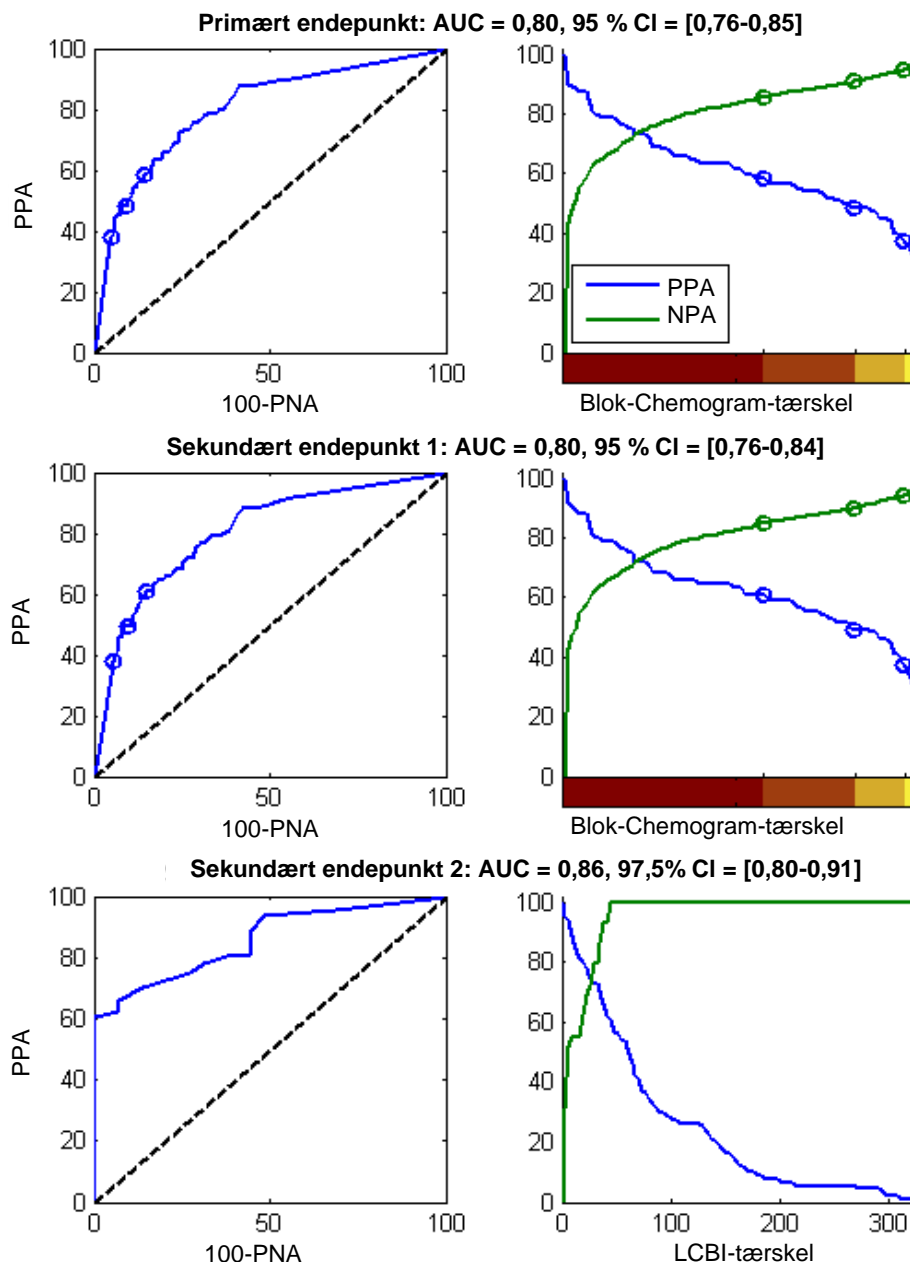 Primært endepunkt: AUC = 0,80, 95 % CI = [0,76-0,85]
100
80
60
40
20
0
PPA
0 50 100
100-PNA
100
80
60
40
20
0
PPA
NPA
Blok-Chemogram-tærskel
Sekundært endepunkt 1: AUC = 0,80, 95 % CI = [0,76-0,84]
100
80
60
40
20
0
PPA
0 50 100
100-PNA
100
80
60
40
20
0
Blok-Chemogram-tærskel
Sekundært endepunkt 2: AUC = 0,86, 97,5% CI = [0,80-0,91]
100
80
60
40
20
0
PPA
0 50 100
100-PNA
100
80
60
40
20
0
0 100 200 300
LCBI-tærskel